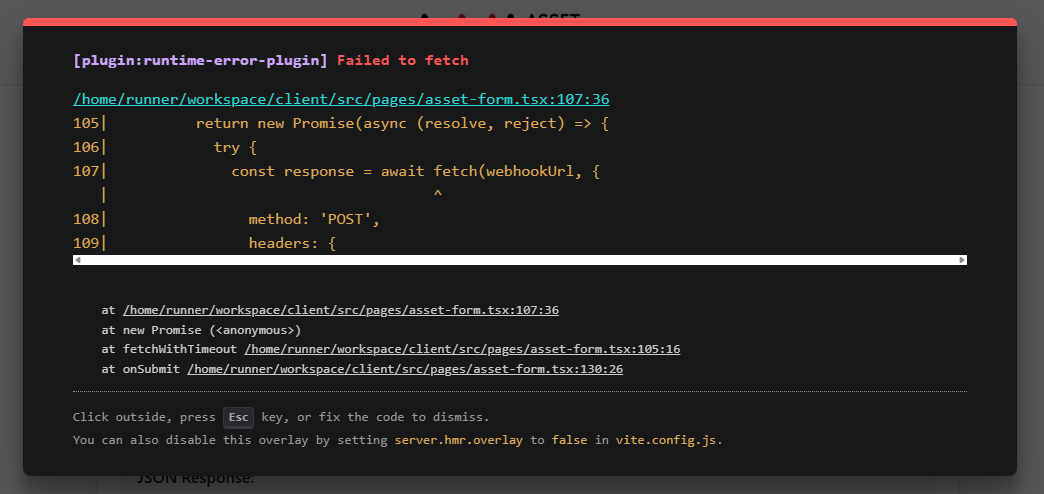 ASSET
[plugin:runtime-error-plugin] Failed to fetch
/home/runner/workspace/client/src/pages/asset-form.tsx:107:36
105|          return new Promise(async (resolve, reject) => {
106|            try {
107|              const response = await fetch(webhookUrl, {
   |                                     ^
108|                method: 'POST',
109|                headers: {
at /home/runner/workspace/client/src/pages/asset-form.tsx:107:36
at new Promise (<anonymous>)
at fetchWithTimeout /home/runner/workspace/client/src/pages/asset-form.tsx:105:16
at onSubmit /home/runner/workspace/client/src/pages/asset-form.tsx:130:26
Click outside, press Esc key, or fix the code to dismiss.
You can also disable this overlay by setting server.hmr.overlay to false in vite.config.js.
JSON Response: